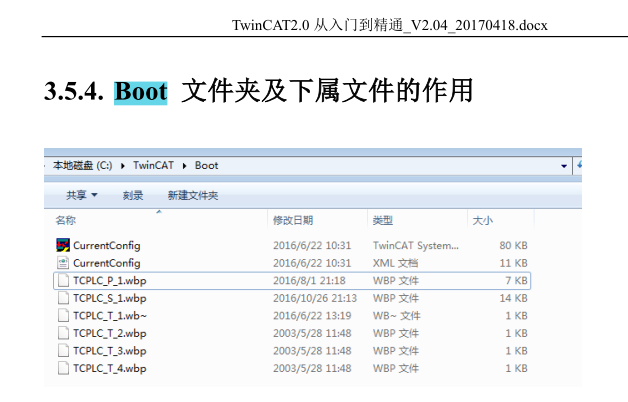 TwinCAT2.0 从入门到精通_V2.04_20170418.docx
3.5.4. Boot 文件夹及下属文件的作用
本地磁盘 (C:) TwinCAT Boot
共享 刻录 新建文件夹
名称 修改日期 类型 大小
CurrentConfig 2016/6/22 10:31 TwinCAT System... 80 KB
CurrentConfig 2016/6/22 10:31 XML 文档 11 KB
TCPLC_P_1.wbp 2016/8/1 21:18 WBP 文件 7 KB
TCPLC_S_1.wbp 2016/10/26 21:13 WBP 文件 14 KB
TCPLC_T_1.wb~ 2016/6/22 13:19 WB~ 文件 1 KB
TCPLC_T_2.wbp 2003/5/28 11:48 WBP 文件 1 KB
TCPLC_T_3.wbp 2003/5/28 11:48 WBP 文件 1 KB
TCPLC_T_4.wbp 2003/5/28 11:48 WBP 文件 1 KB